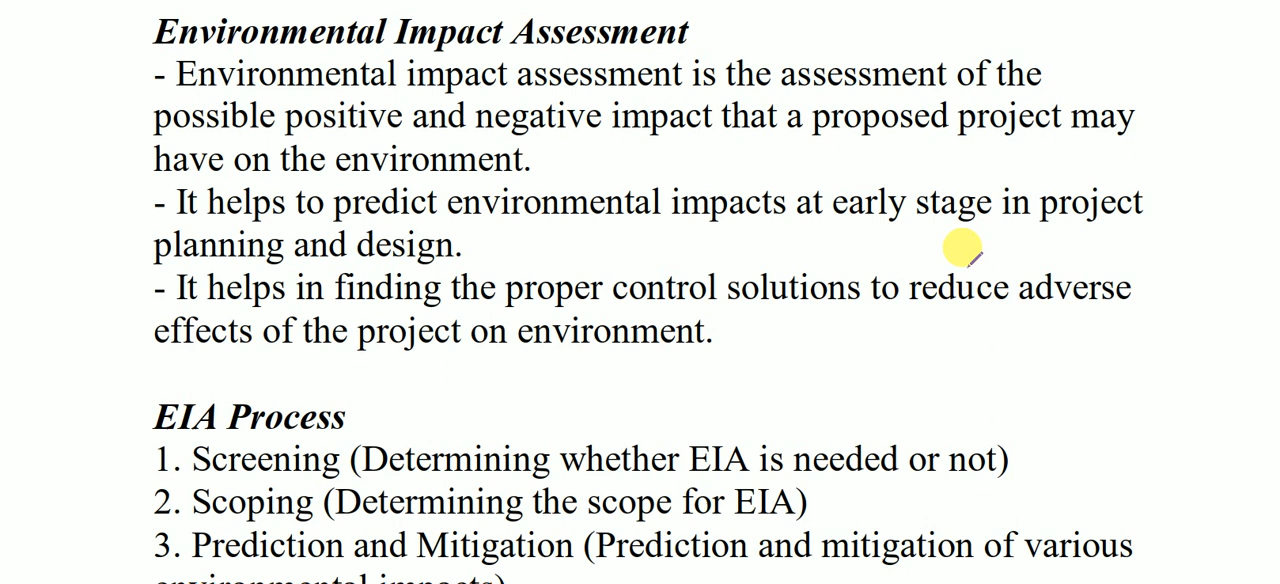 Environmental Impact Assessment
- Environmental impact assessment is the assessment of the
possible positive and negative impact that a proposed project may
have on the environment.
- It helps to predict environmental impacts at early stage in project
planning and design.
- It helps in finding the proper control solutions to reduce adverse
effects of the project on environment.
EIA Process
1. Screening (Determining whether EIA is needed or not)
2. Scoping (Determining the scope for EIA)
3. Prediction and Mitigation (Prediction and mitigation of various
environmental impacts)